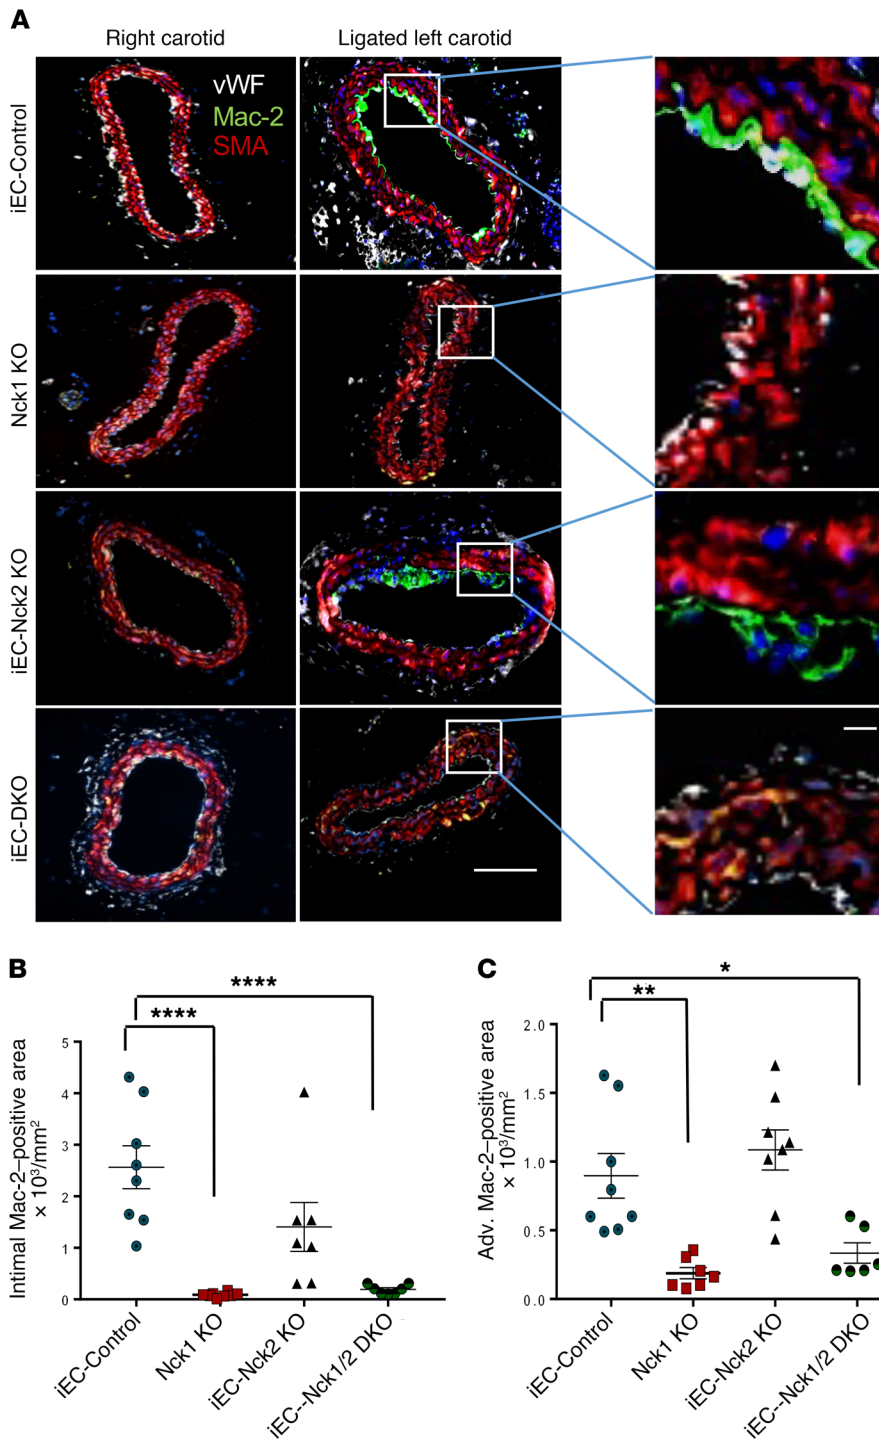 A
Right carotid
Ligated left carotid
vWF
Mac-2
SMA
iEC-Control
Nck1 KO
iEC-Nck2 KO
iEC-DKO
B
Intimal Mac-2–positive area
× 10³/mm²
5
4
3
2
1
0
****
****
iEC-Control
Nck1 KO
iEC-Nck2 KO
iEC--Nck1/2 DKO
C
Adv. Mac-2–positive area
× 10³/mm²
2.0
1.5
1.0
0.5
0.0
*
**
iEC-Control
Nck1 KO
iEC-Nck2 KO
iEC--Nck1/2 DKO